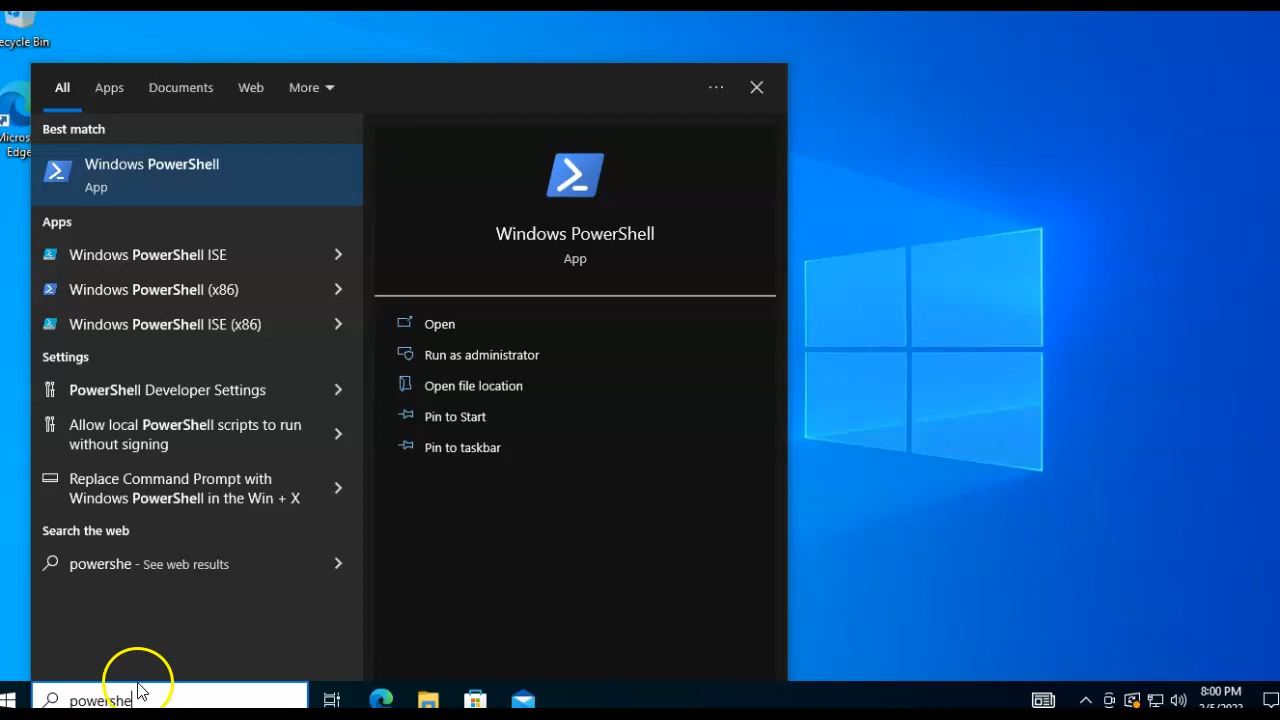 ecycle Bin
Micros
Edge
All Apps Documents Web More
Best match
Windows PowerShell
App
Apps
Windows PowerShell ISE
Windows PowerShell (x86)
Windows PowerShell ISE (x86)
Settings
PowerShell Developer Settings
Allow local PowerShell scripts to run
without signing
Replace Command Prompt with
Windows PowerShell in the Win + X
Search the web
powershe - See web results
Windows PowerShell
App
Open
Run as administrator
Open file location
Pin to Start
Pin to taskbar
powershe
8:00 PM